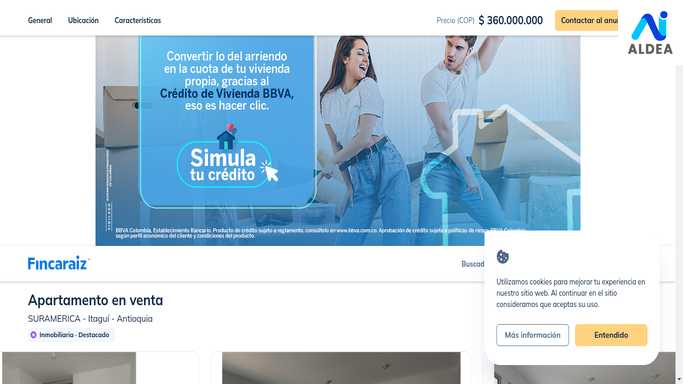 General Ubicación Características Precio (COP) $ 360.000.000 Contactar al anu
ALDEA
Convertir lo del arriendo
en la cuota de tu vivienda
propia, gracias al
Crédito de Vivienda BBVA,
eso es hacer clic.
Simula
tu crédito
BBVA Colombia, Establecimiento Bancario. Producto de crédito sujeto a reglamento, consúltelo en www.bbva.com.co. Aprobación de crédito sujeta a políticas de riesgo BBVA Colombia,
según perfil económico del cliente y condiciones del producto.
Fincaraiz
Buscad
Apartamento en venta
SURAMERICA - Itaguí - Antioquia
Inmobiliaria - Destacado
Utilizamos cookies para mejorar tu experiencia en
nuestro sitio web. Al continuar en el sitio
consideramos que aceptas su uso.
Más información Entendido